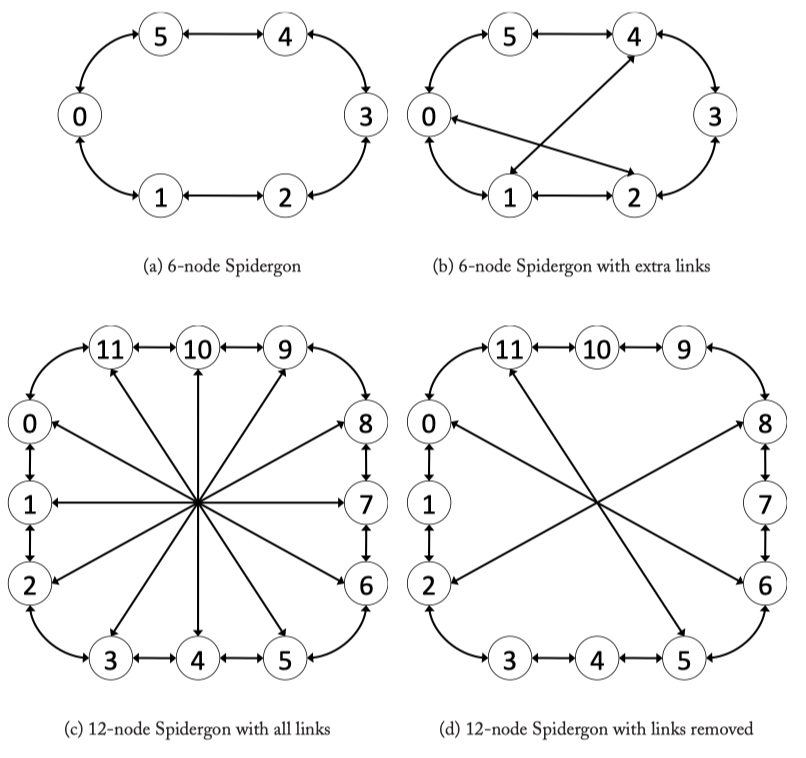 5 4
0 3
1 2
(a) 6-node Spidergon
5 4
0 3
1 2
(b) 6-node Spidergon with extra links
11 10 9
0 8
1 7
2 6
3 4 5
(c) 12-node Spidergon with all links
11 10 9
0 8
1 7
2 6
3 4 5
(d) 12-node Spidergon with links removed